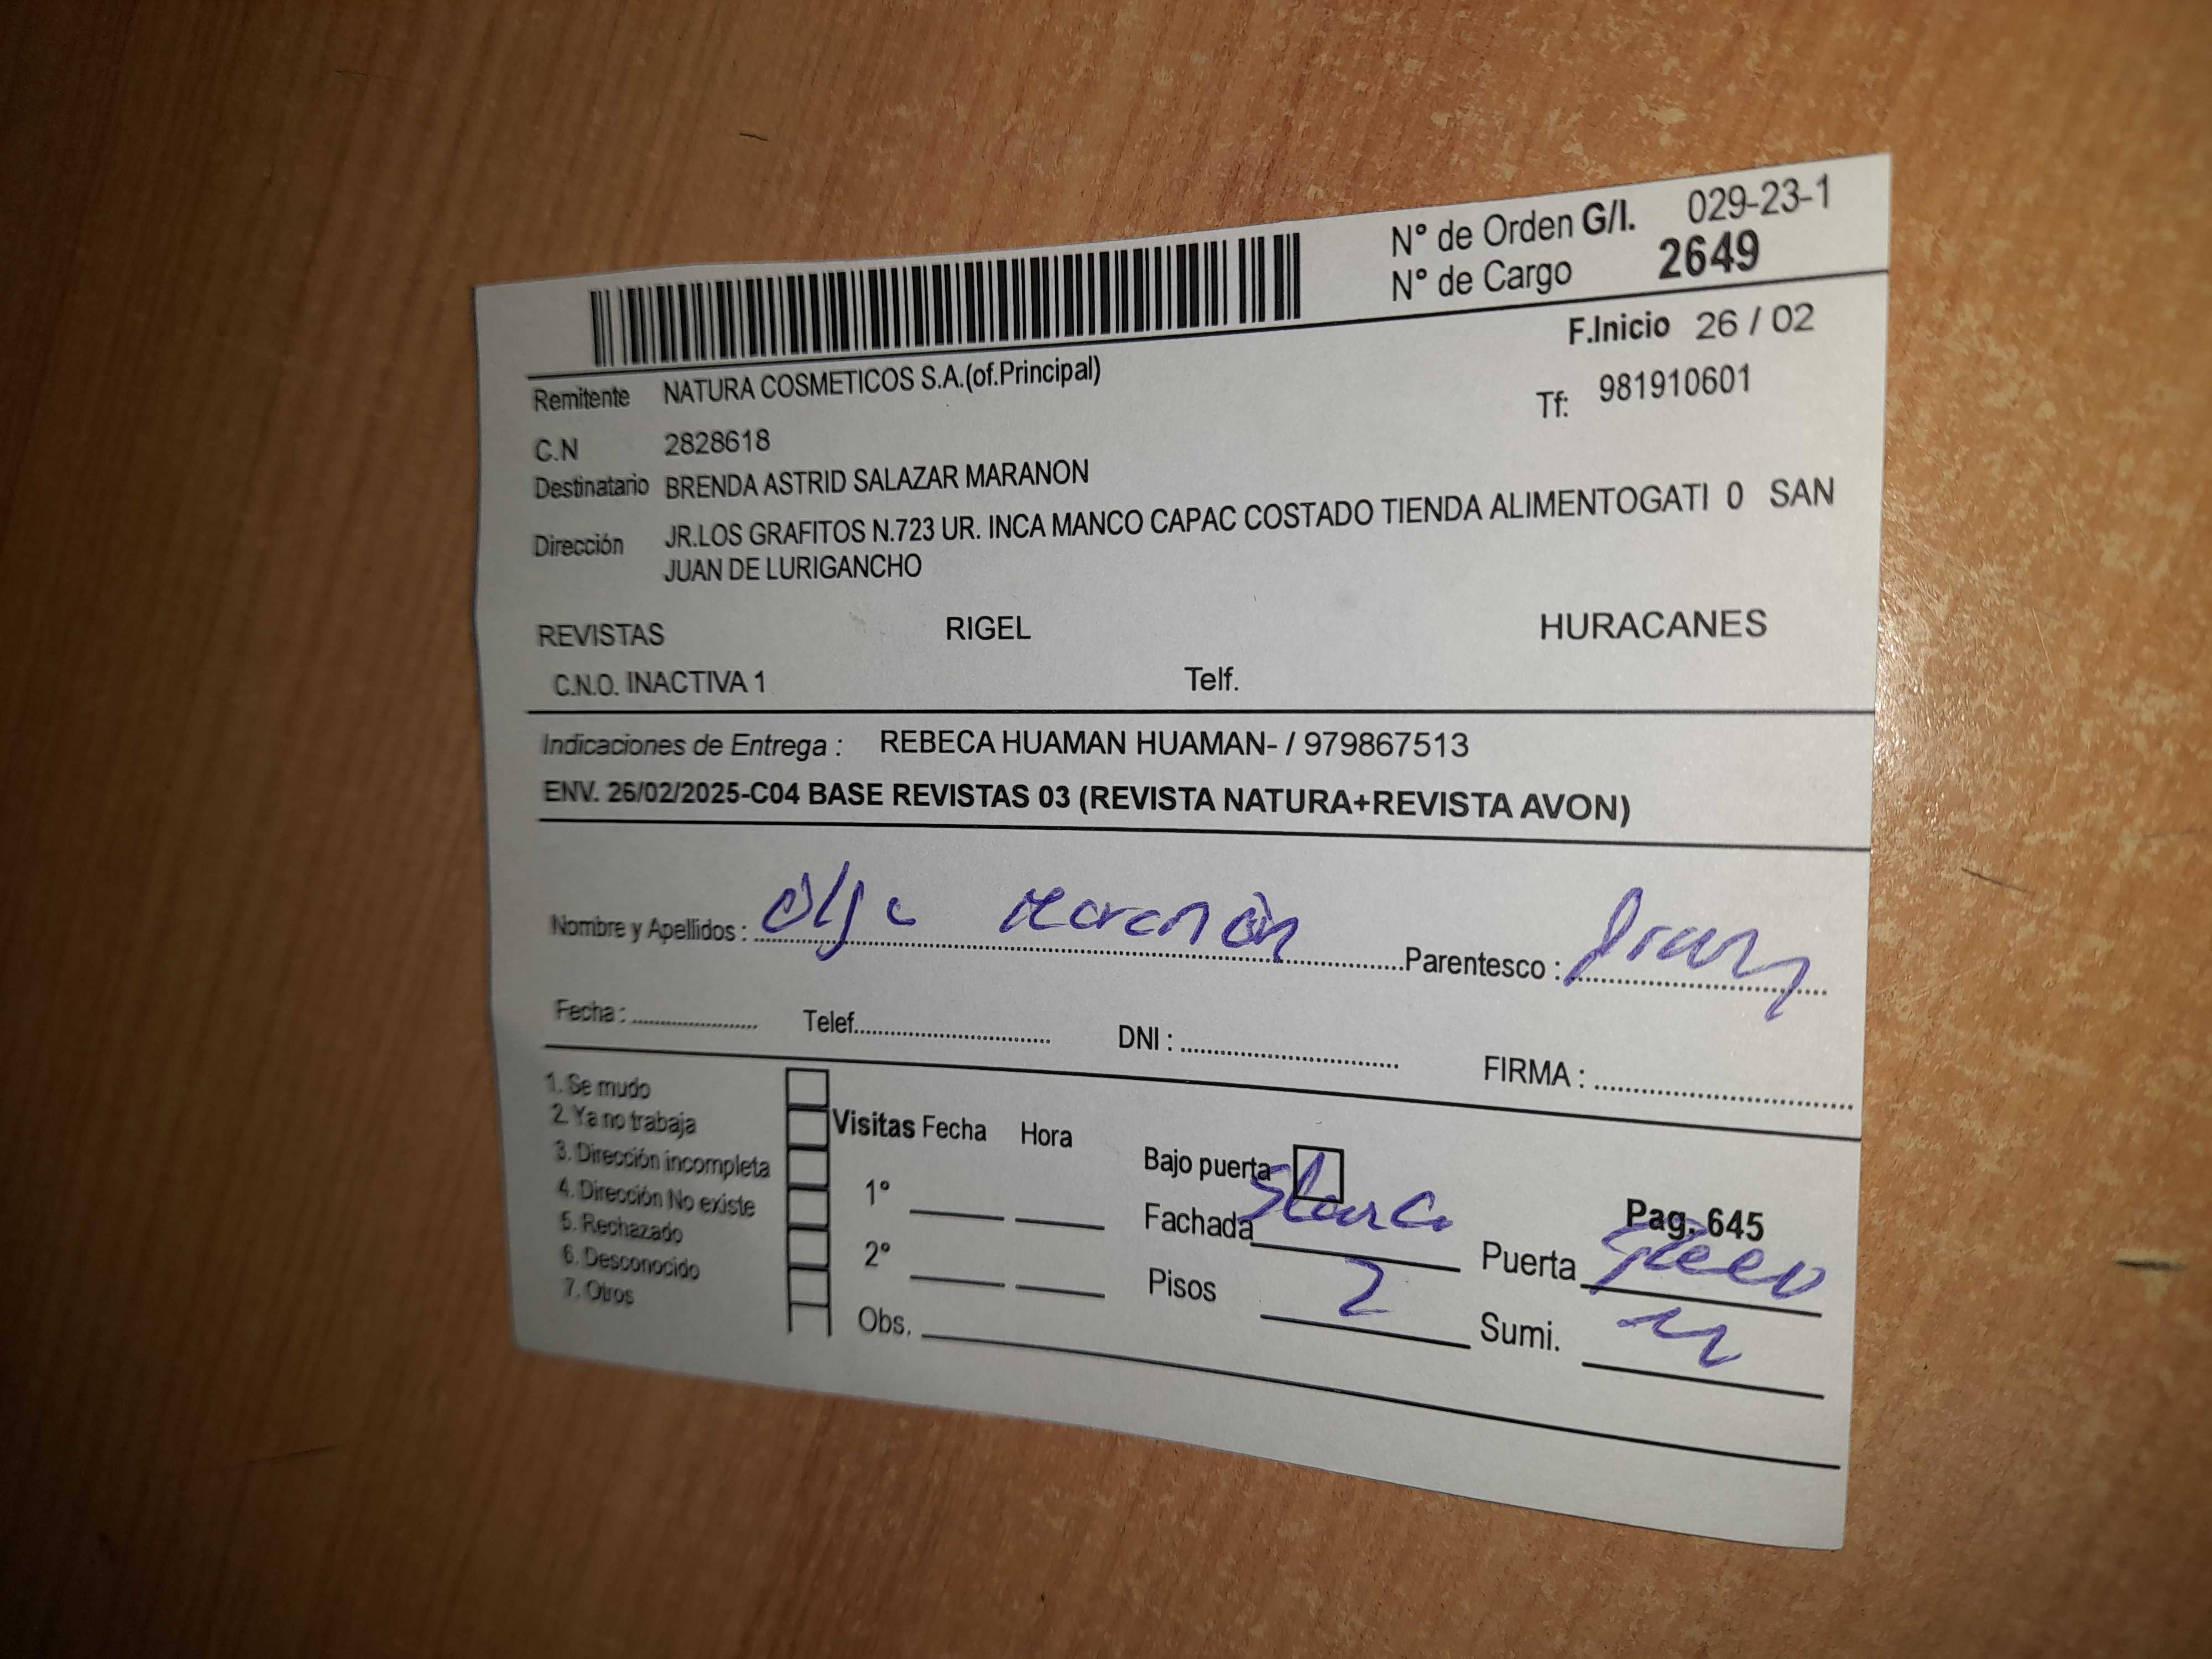 N° de Orden G/I. 029-23-1
N° de Cargo 2649
F.Inicio 26 / 02
Remitente NATURA COSMETICOS S.A.(of.Principal)
Tf: 981910601
C.N 2828618
Destinatario BRENDA ASTRID SALAZAR MARANON
Dirección JR.LOS GRAFITOS N.723 UR. INCA MANCO CAPAC COSTADO TIENDA ALIMENTOGATI 0 SAN
JUAN DE LURIGANCHO
REVISTAS RIGEL HURACANES
C.N.O. INACTIVA 1 Telf.
Indicaciones de Entrega : REBECA HUAMAN HUAMAN- / 979867513
ENV. 26/02/2025-C04 BASE REVISTAS 03 (REVISTA NATURA+REVISTA AVON)
Nombre y Apellidos : Olga Marañón Parentesco :
Fecha : Telef. DNI : FIRMA :
1. Se mudo
2. Ya no trabaja
3. Dirección incompleta
4. Dirección No existe
5. Rechazado
6. Desconocido
7. Otros
Visitas Fecha Hora
1°
2°
Obs.
Bajo puerta
Fachada
Pisos 2
Pag. 645
Puerta
Sumi.